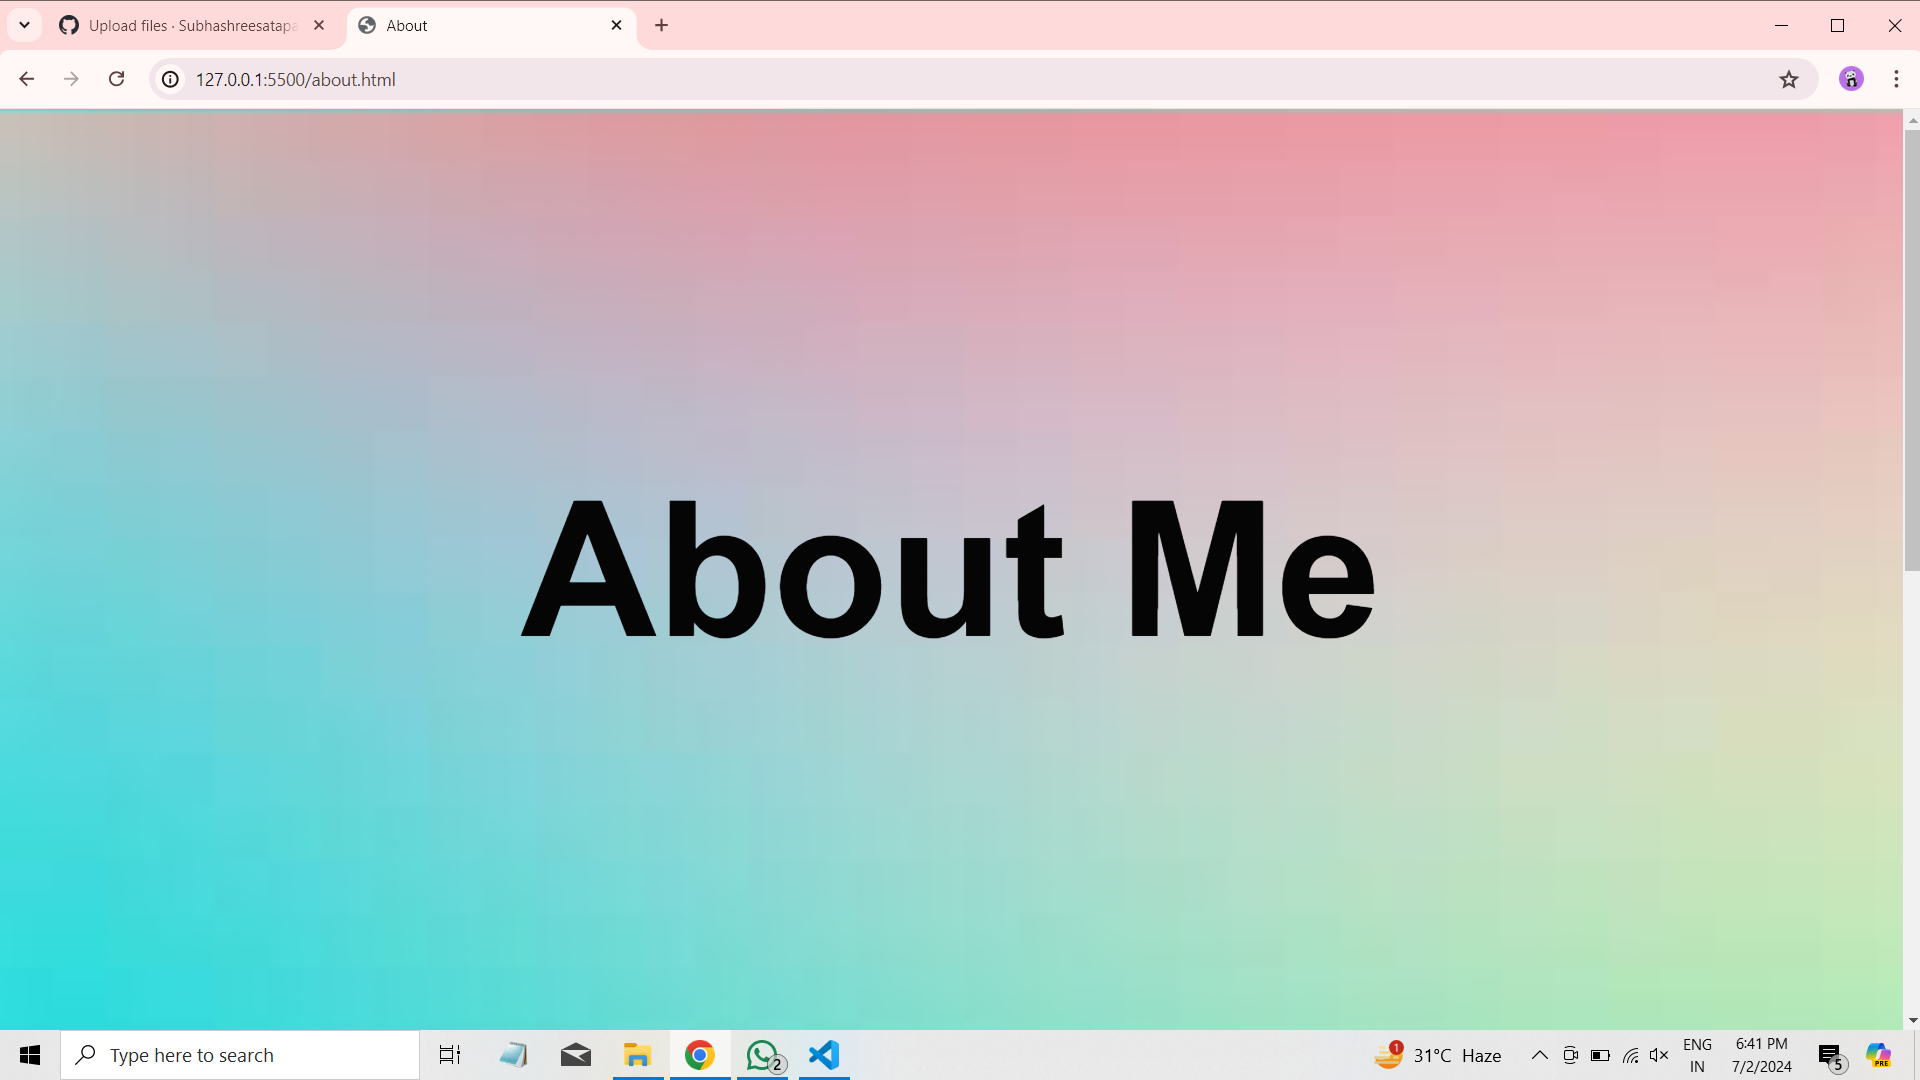 Upload files · Subhashreesatapa
About
127.0.0.1:5500/about.html
About Me
Type here to search
2
1
31°C Haze
ENG
IN
6:41 PM
7/2/2024
5
PRE